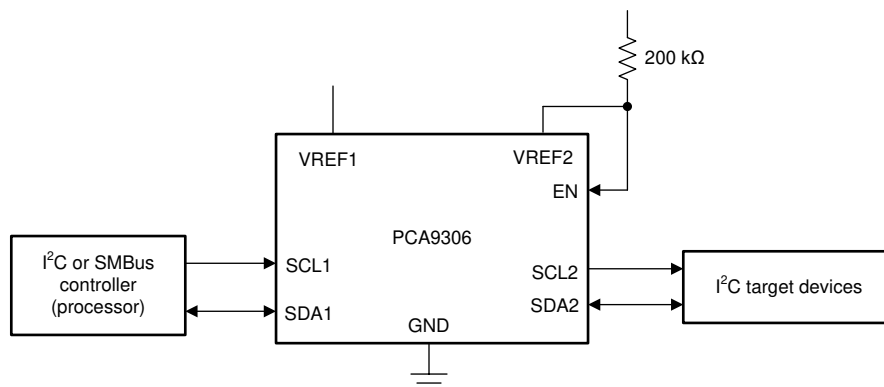 200 kΩ
VREF1
VREF2
EN
PCA9306
I²C or SMBus
controller
(processor)
SCL1
SDA1
SCL2
SDA2
GND
I²C target devices